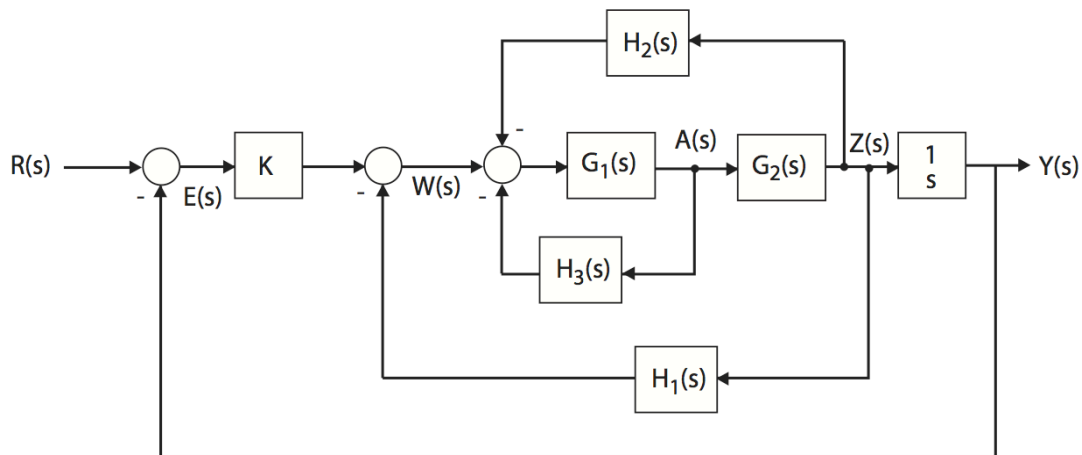 H₂(s)
-
R(s)
K
G₁(s)
A(s)
G₂(s)
Z(s)
1
s
Y(s)
-
E(s)
-
W(s)
-
H₃(s)
H₁(s)